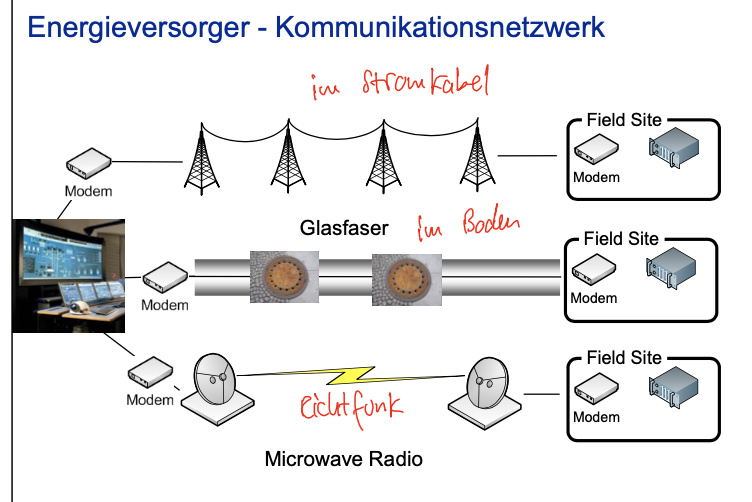 Energieversorger - Kommunikationsnetzwerk
im Stromkabel
Field Site
Modem
Modem
Glasfaser
im Boden
Field Site
Modem
Modem
Field Site
Modem
Modem
Richtfunk
Microwave Radio